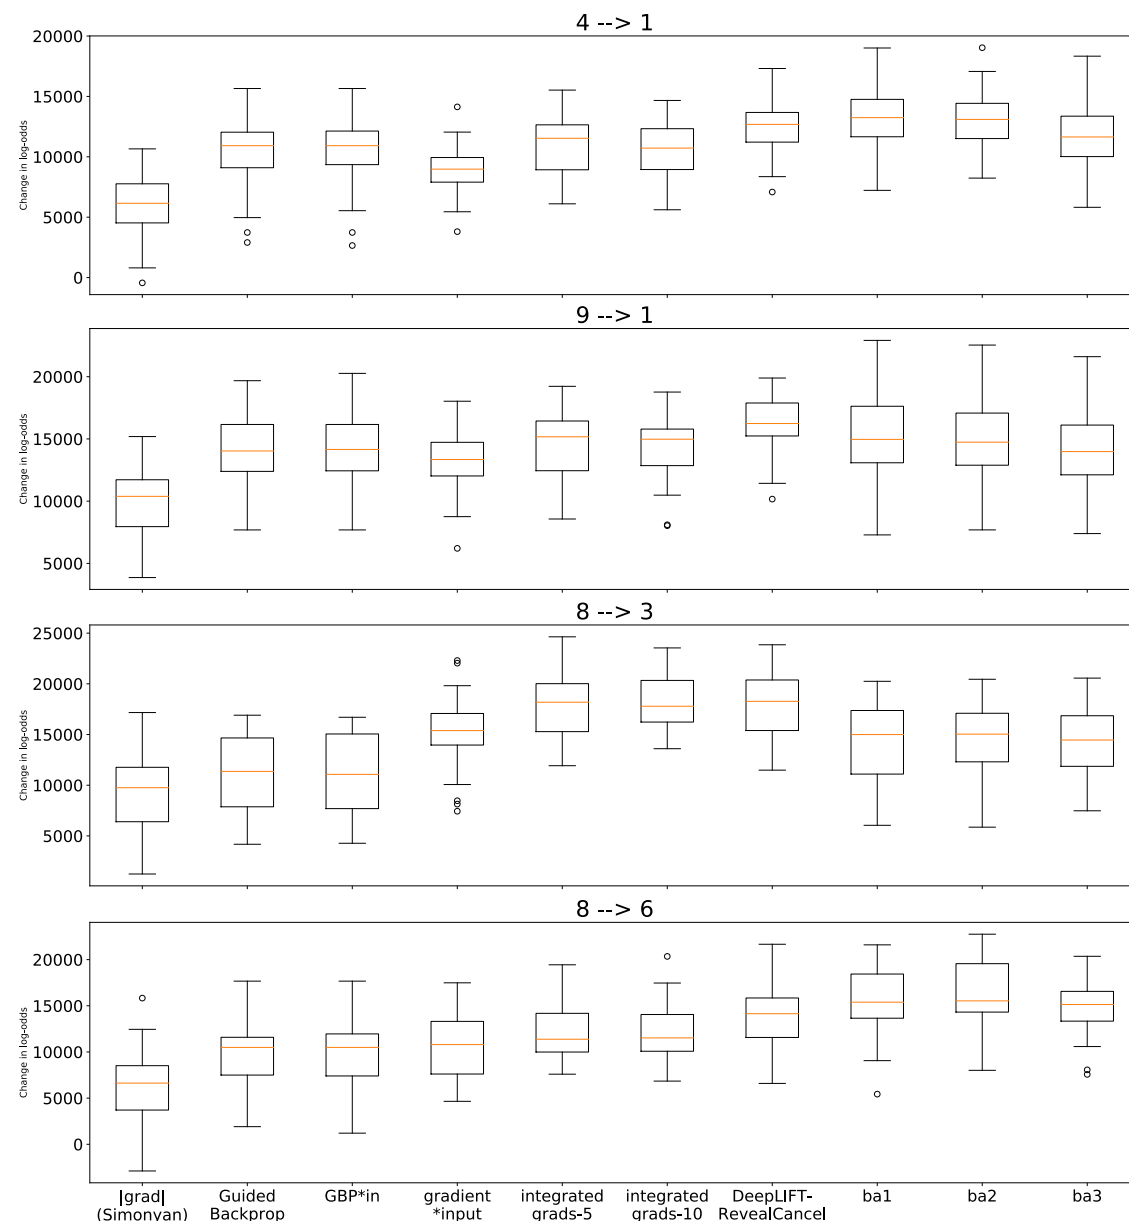 4 --> 1
Change in log-odds
20000
15000
10000
5000
0
9 --> 1
Change in log-odds
20000
15000
10000
5000
8 --> 3
Change in log-odds
25000
20000
15000
10000
5000
8 --> 6
Change in log-odds
20000
15000
10000
5000
0
|grad|
(Simonyan)
Guided
Backprop
GBP*in
gradient
*input
integrated
grads-5
integrated
grads-10
DeepLIFT-
RevealCancel
ba1
ba2
ba3